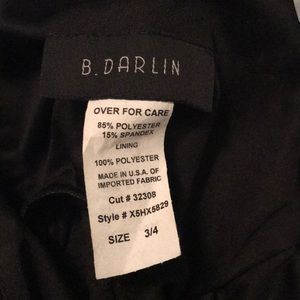 B. DARLIN
OVER FOR CARE
85% POLYESTER
15% SPANDEX
LINING
100% POLYESTER
MADE IN U.S.A. OF
IMPORTED FABRIC
Cut # 32308
Style # X5HX5829
SIZE 3/4